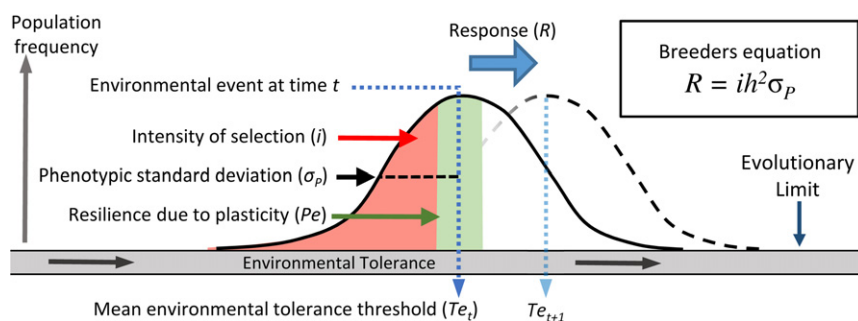 Population
frequency
Response (R)
Breeders equation
R = ih²σP
Environmental event at time t
Intensity of selection (i)
Phenotypic standard deviation (σP)
Resilience due to plasticity (Pe)
Evolutionary
Limit
Environmental Tolerance
Mean environmental tolerance threshold (Tet)
Tet+1